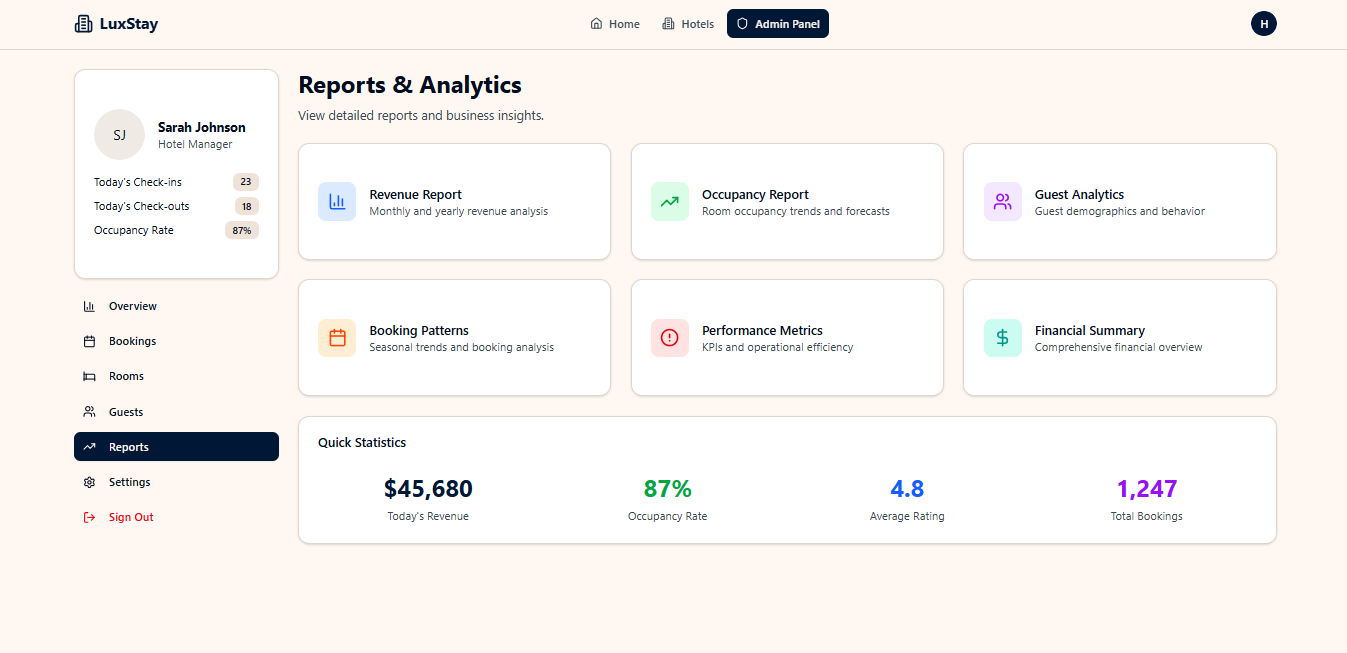 LuxStay
Home
Hotels
Admin Panel
H
SJ
Sarah Johnson
Hotel Manager
Today's Check-ins 23
Today's Check-outs 18
Occupancy Rate 87%
Overview
Bookings
Rooms
Guests
Reports
Settings
Sign Out
Reports & Analytics
View detailed reports and business insights.
Revenue Report
Monthly and yearly revenue analysis
Occupancy Report
Room occupancy trends and forecasts
Guest Analytics
Guest demographics and behavior
Booking Patterns
Seasonal trends and booking analysis
Performance Metrics
KPIs and operational efficiency
Financial Summary
Comprehensive financial overview
Quick Statistics
$45,680
Today's Revenue
87%
Occupancy Rate
4.8
Average Rating
1,247
Total Bookings